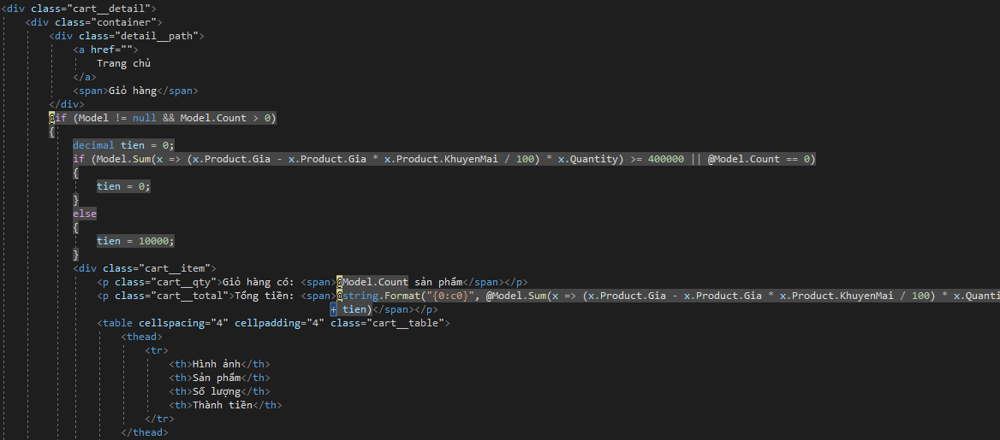 <div class="cart__detail">
<div class="container">
<div class="detail__path">
<a href="">
Trang chủ
</a>
<span>Giỏ hàng</span>
</div>
@if (Model != null && Model.Count > 0)
{
decimal tien = 0;
if (Model.Sum(x => (x.Product.Gia - x.Product.Gia * x.Product.KhuyenMai / 100) * x.Quantity) >= 400000 || @Model.Count == 0)
{
tien = 0;
}
else
{
tien = 10000;
}
<div class="cart__item">
<p class="cart__qty">Giỏ hàng có: <span>@Model.Count sản phẩm</span></p>
<p class="cart__total">Tổng tiền: <span>@string.Format("{0:c0}", @Model.Sum(x => (x.Product.Gia - x.Product.Gia * x.Product.KhuyenMai / 100) * x.Quanti
+ tien)</span></p>
<table cellspacing="4" cellpadding="4" class="cart__table">
<thead>
<tr>
<th>Hình ảnh</th>
<th>Sản phẩm</th>
<th>Số lượng</th>
<th>Thành tiền</th>
</tr>
</thead>